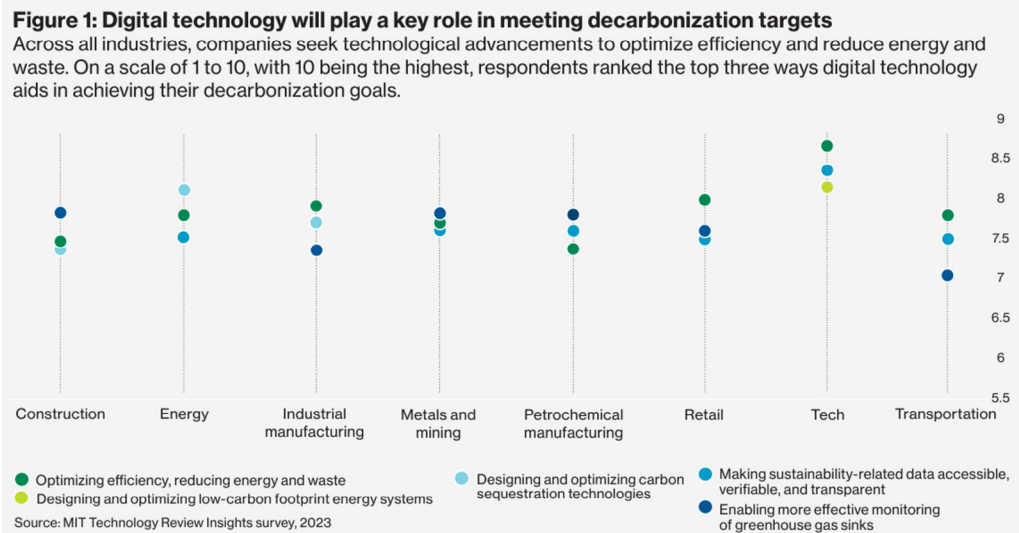 Figure 1: Digital technology will play a key role in meeting decarbonization targets
Across all industries, companies seek technological advancements to optimize efficiency and reduce energy and
waste. On a scale of 1 to 10, with 10 being the highest, respondents ranked the top three ways digital technology
aids in achieving their decarbonization goals.
9
8.5
8
7.5
7
6.5
6
5.5
Construction
Energy
Industrial
manufacturing
Metals and
mining
Petrochemical
manufacturing
Retail
Tech
Transportation
Optimizing efficiency, reducing energy and waste
Designing and optimizing low-carbon footprint energy systems
Designing and optimizing carbon
sequestration technologies
Making sustainability-related data accessible,
verifiable, and transparent
Enabling more effective monitoring
of greenhouse gas sinks
Source: MIT Technology Review Insights survey, 2023